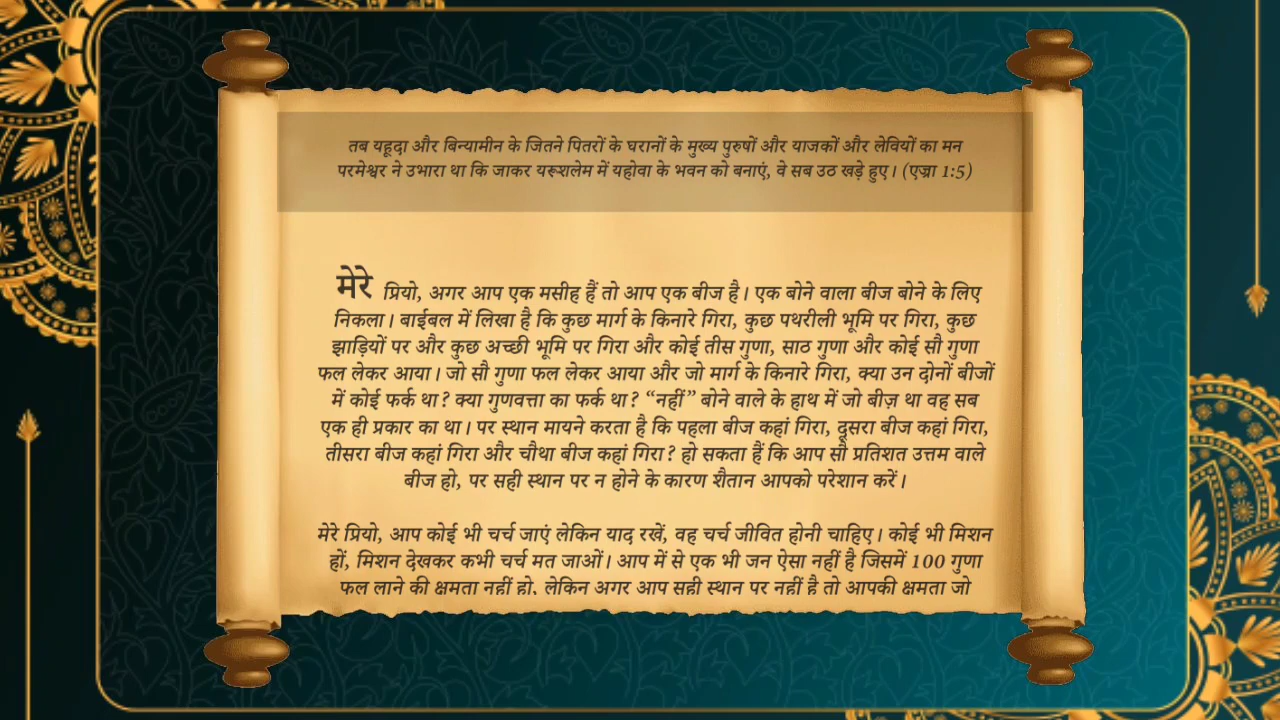 तब यहूदा और बिन्यामीन के जितने पितरों के घरानों के मुख्य पुरुषों और याजकों और लेवियों का मन
परमेश्वर ने उभारा था कि जाकर यरूशलेम में यहोवा के भवन को बनाएं, वे सब उठ खड़े हुए। (एज्रा 1:5)
मेरे प्रियो, अगर आप एक मसीह हैं तो आप एक बीज है। एक बोने वाला बीज बोने के लिए
निकला। बाईबल में लिखा है कि कुछ मार्ग के किनारे गिरा, कुछ पथरीली भूमि पर गिरा, कुछ
झाड़ियों पर और कुछ अच्छी भूमि पर गिरा और कोई तीस गुणा, साठ गुणा और कोई सौ गुणा
फल लेकर आया। जो सौ गुणा फल लेकर आया और जो मार्ग के किनारे गिरा, क्या उन दोनों बीजों
में कोई फर्क था? क्या गुणवत्ता का फर्क था? “नहीं” बोने वाले के हाथ में जो बीज़ था वह सब
एक ही प्रकार का था। पर स्थान मायने करता है कि पहला बीज कहां गिरा, दूसरा बीज कहां गिरा,
तीसरा बीज कहां गिरा और चौथा बीज कहां गिरा? हो सकता हैं कि आप सौ प्रतिशत उत्तम वाले
बीज हो, पर सही स्थान पर न होने के कारण शैतान आपको परेशान करें।
मेरे प्रियो, आप कोई भी चर्च जाएं लेकिन याद रखें, वह चर्च जीवित होनी चाहिए। कोई भी मिशन
हों, मिशन देखकर कभी चर्च मत जाओं। आप में से एक भी जन ऐसा नहीं है जिसमें 100 गुणा
फल लाने की क्षमता नहीं हो, लेकिन अगर आप सही स्थान पर नहीं है तो आपकी क्षमता जो